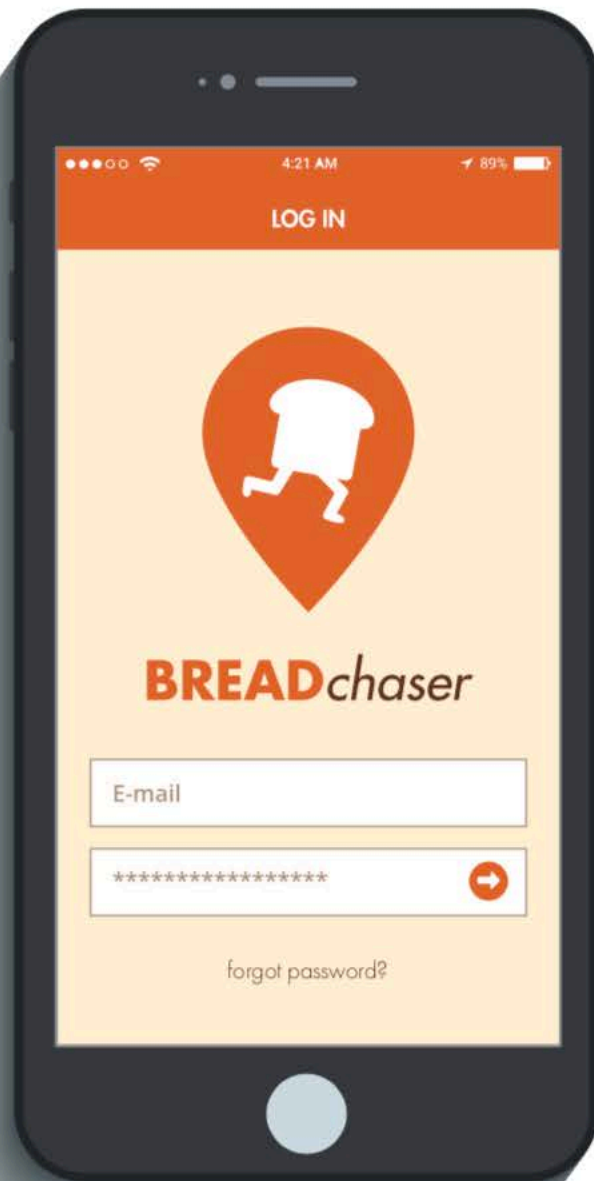 4:21 AM
89%
LOG IN
BREADchaser
E-mail
*****************
forgot password?